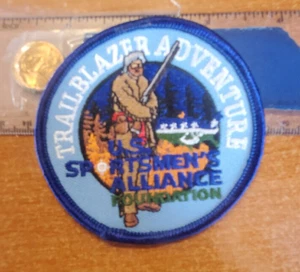 TRAILBLAZER ADVENTURE
U.S.
SPORTSMEN'S
ALLIANCE
FOUNDATION